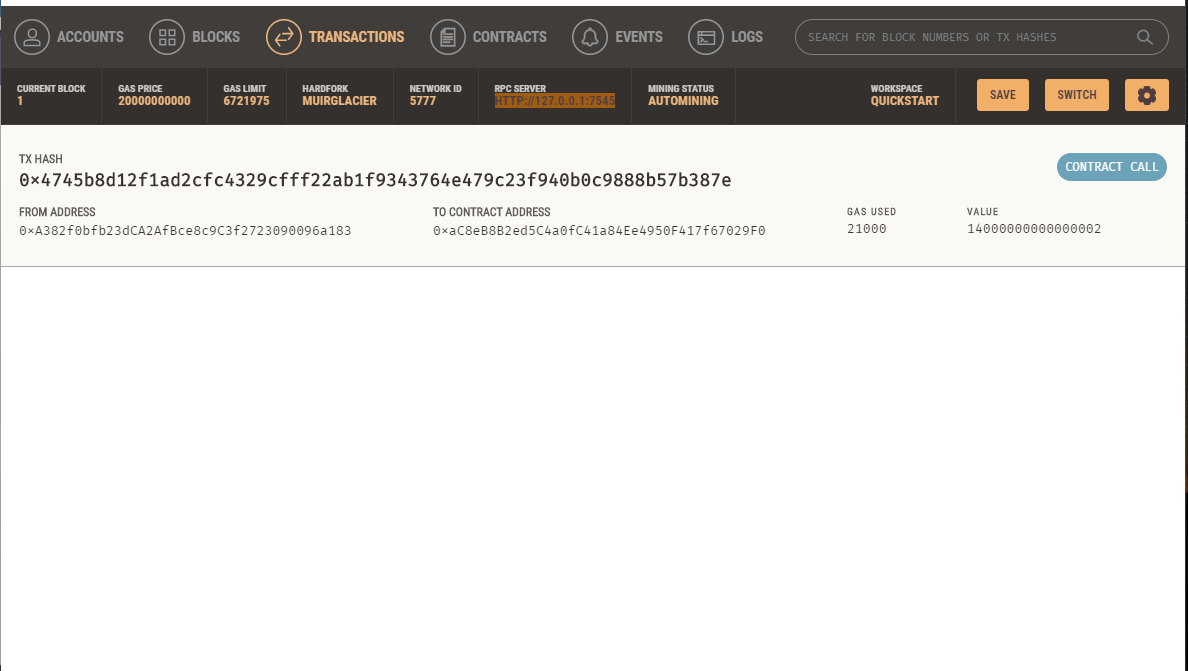 ACCOUNTS BLOCKS TRANSACTIONS CONTRACTS EVENTS LOGS SEARCH FOR BLOCK NUMBERS OR TX HASHES
CURRENT BLOCK GAS PRICE GAS LIMIT HARDFORK NETWORK ID RPC SERVER MINING STATUS WORKSPACE
1 20000000000 6721975 MUIRGLACIER 5777 HTTP://127.0.0.1:7545 AUTOMINING QUICKSTART SAVE SWITCH
TX HASH
0×4745b8d12f1ad2cfc4329cfff22ab1f9343764e479c23f940b0c9888b57b387e CONTRACT CALL
FROM ADDRESS TO CONTRACT ADDRESS GAS USED VALUE
0×A382f0bfb23dCA2AfBce8c9C3f2723090096a183 0×aC8eB8B2ed5C4a0fC41a84Ee4950F417f67029F0 21000 14000000000000002